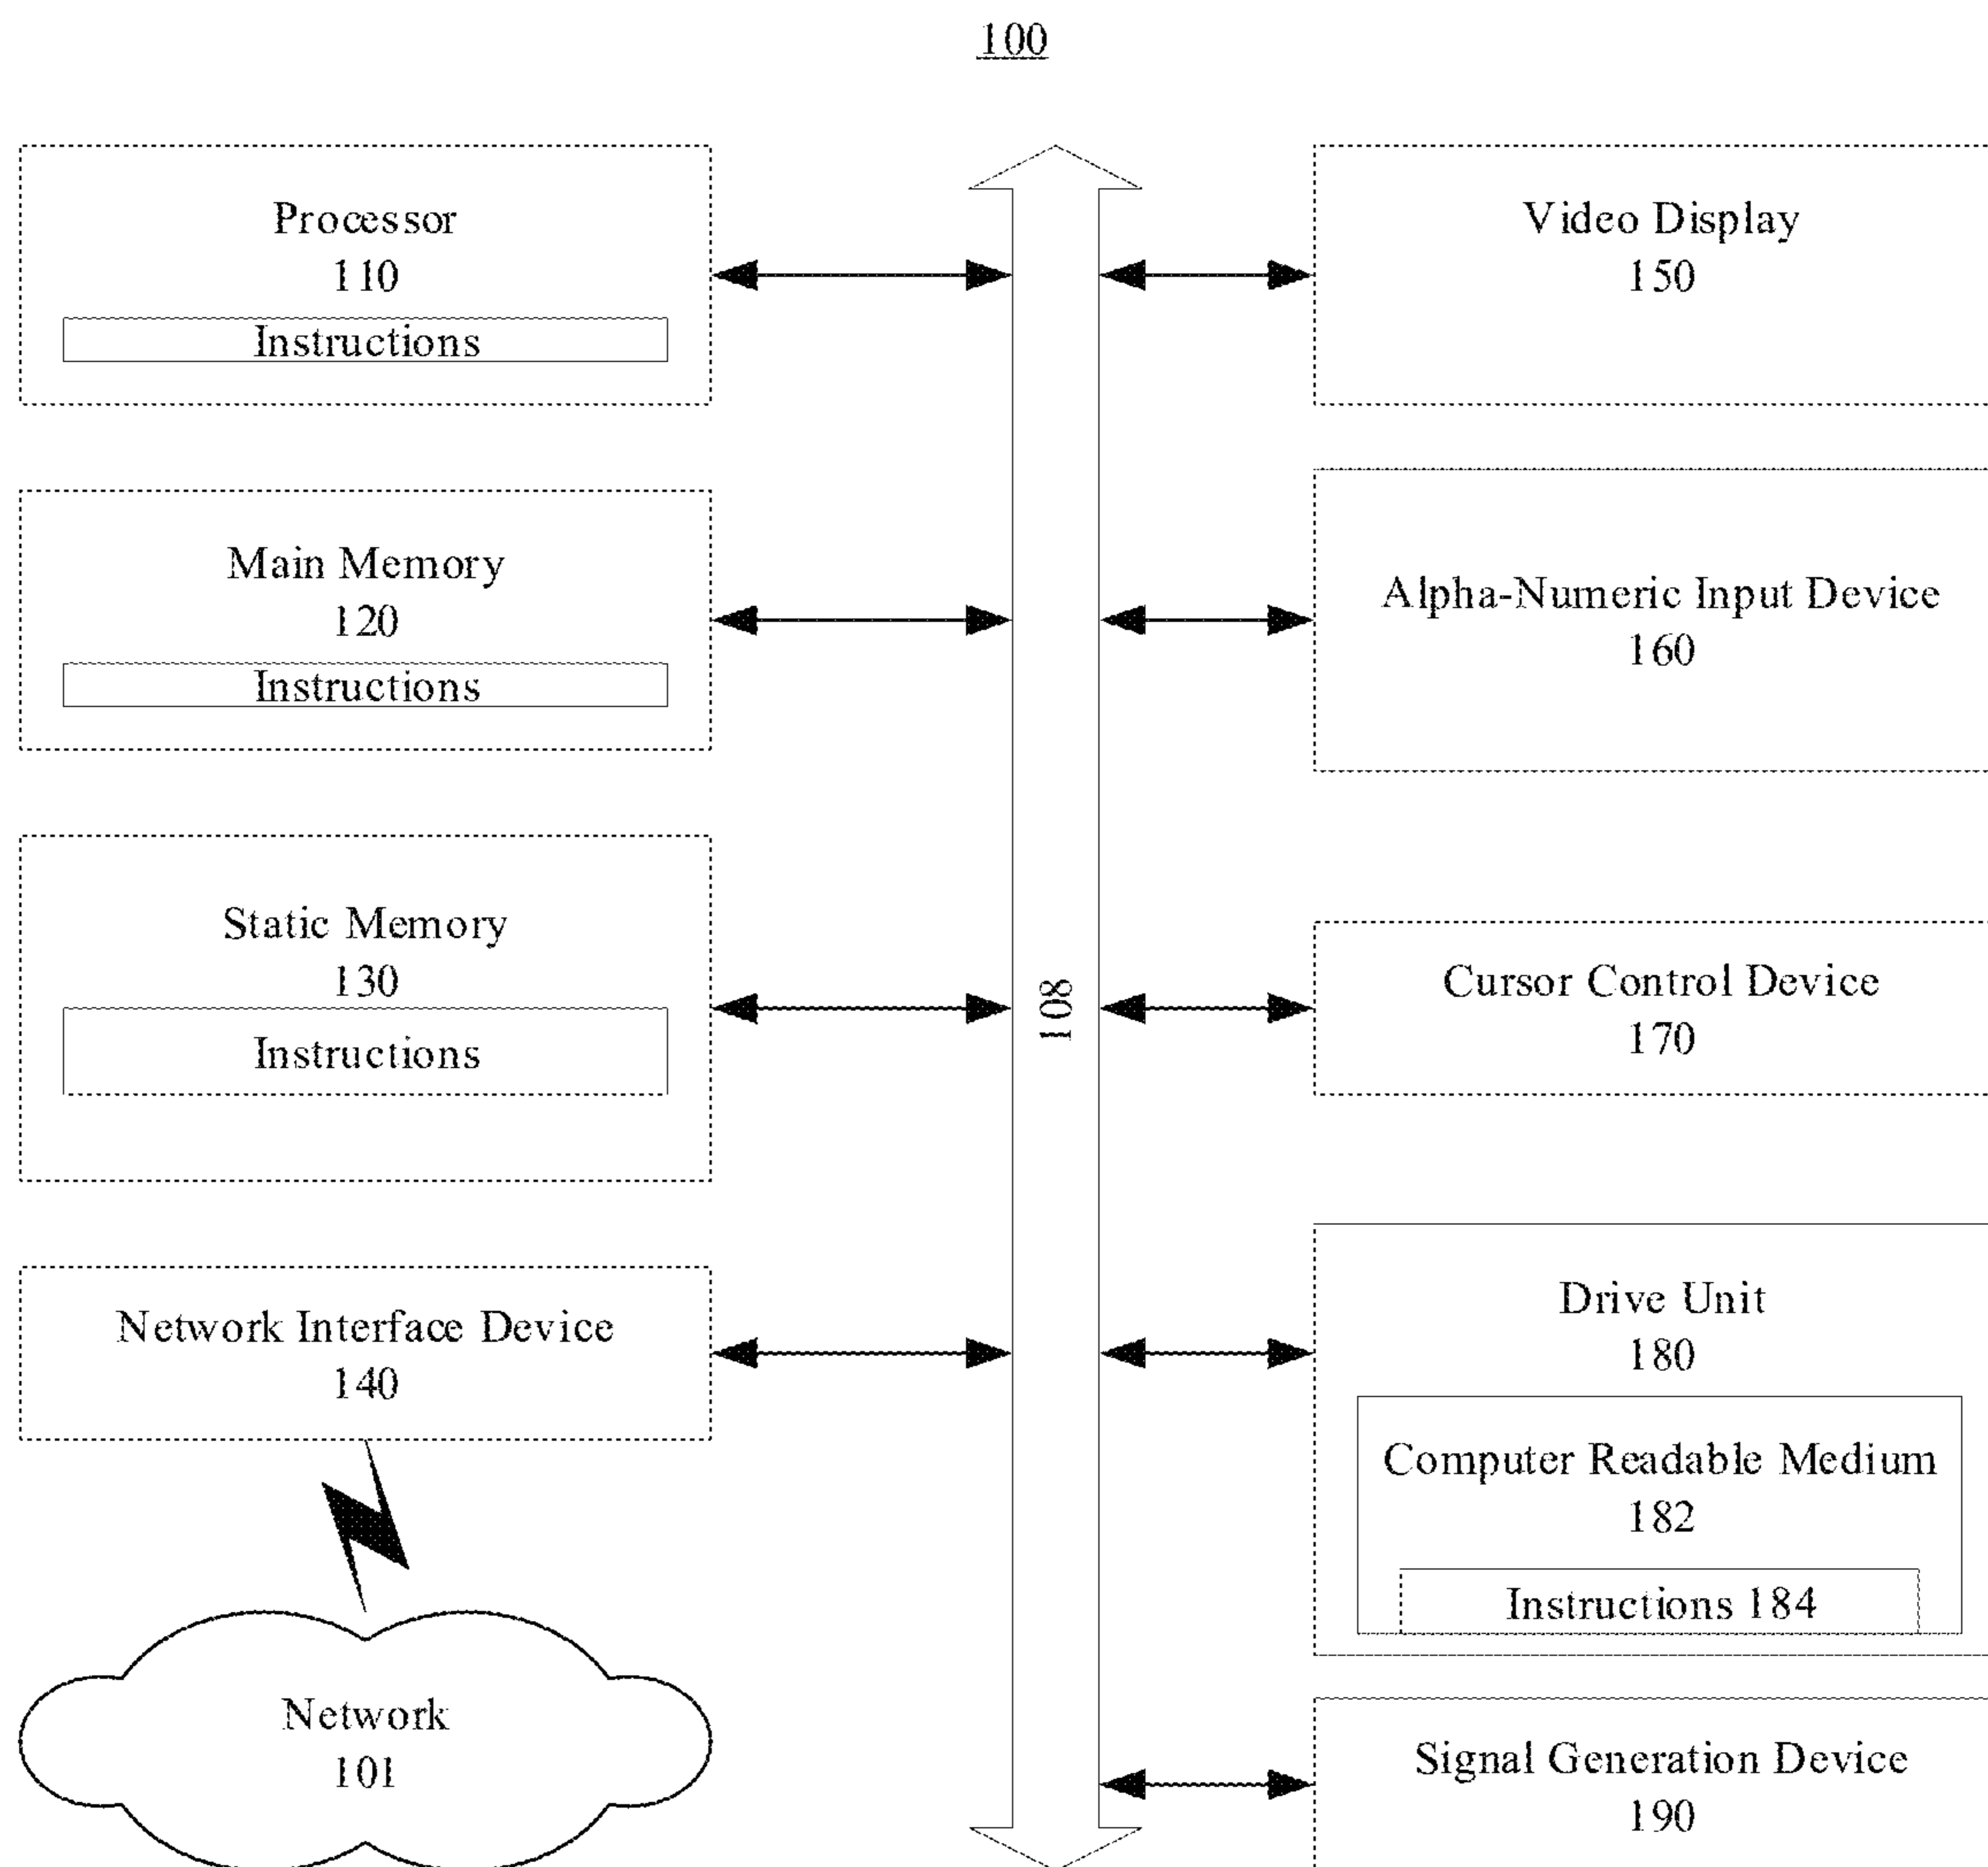 100
Processor
110
Instructions
Main Memory
120
Instructions
Static Memory
130
Instructions
Network Interface Device
140
Network
101
108
Video Display
150
Alpha-Numeric Input Device
160
Cursor Control Device
170
Drive Unit
180
Computer Readable Medium
182
Instructions 184
Signal Generation Device
190